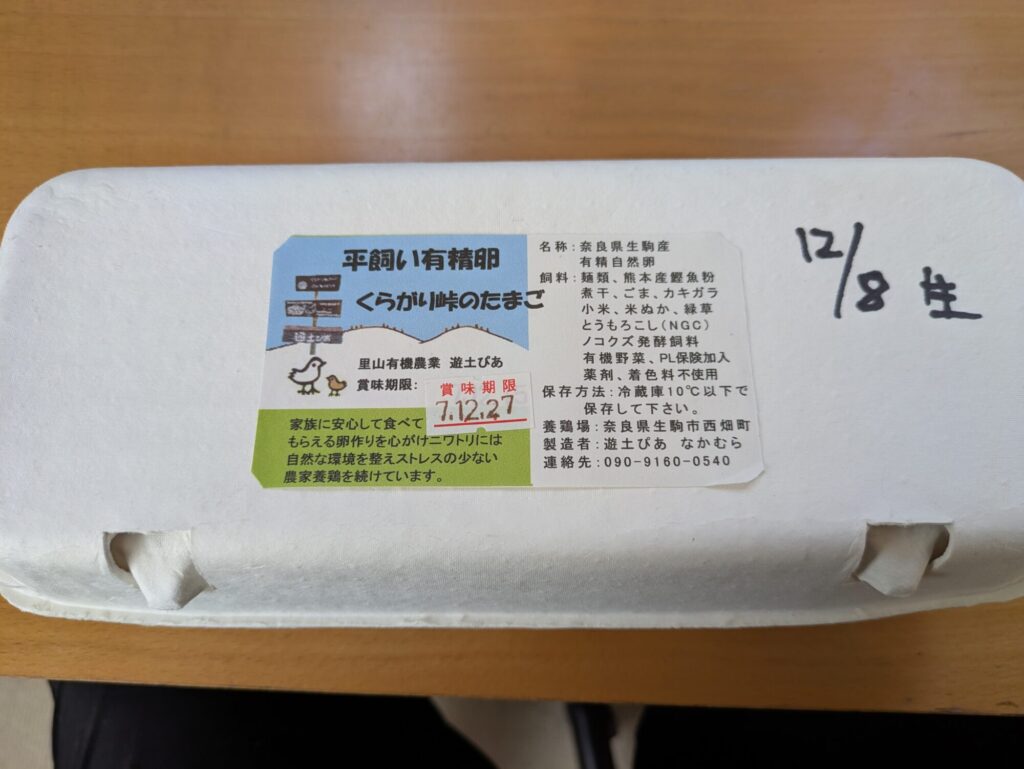 平飼い有精卵
くらがり峠のたまご
遊土ぴあ
里山有機農業 遊土ぴあ
賞味期限:
賞味期限
7.12.27
家族に安心して食べて
もらえる卵作りを心がけニワトリには
自然な環境を整えストレスの少ない
農家養鶏を続けています。
名称:奈良県生駒産
有精自然卵
飼料:麺類、熊本産鰹魚粉
煮干、ごま、カキガラ
小米、米ぬか、緑草
とうもろこし(NGC)
ノコクズ発酵飼料
有機野菜、PL保険加入
薬剤、着色料不使用
保存方法:冷蔵庫10℃以下で
保存して下さい。
養鶏場:奈良県生駒市西畑町
製造者:遊土ぴあ なかむら
連絡先:090-9160-0540
12/8 生